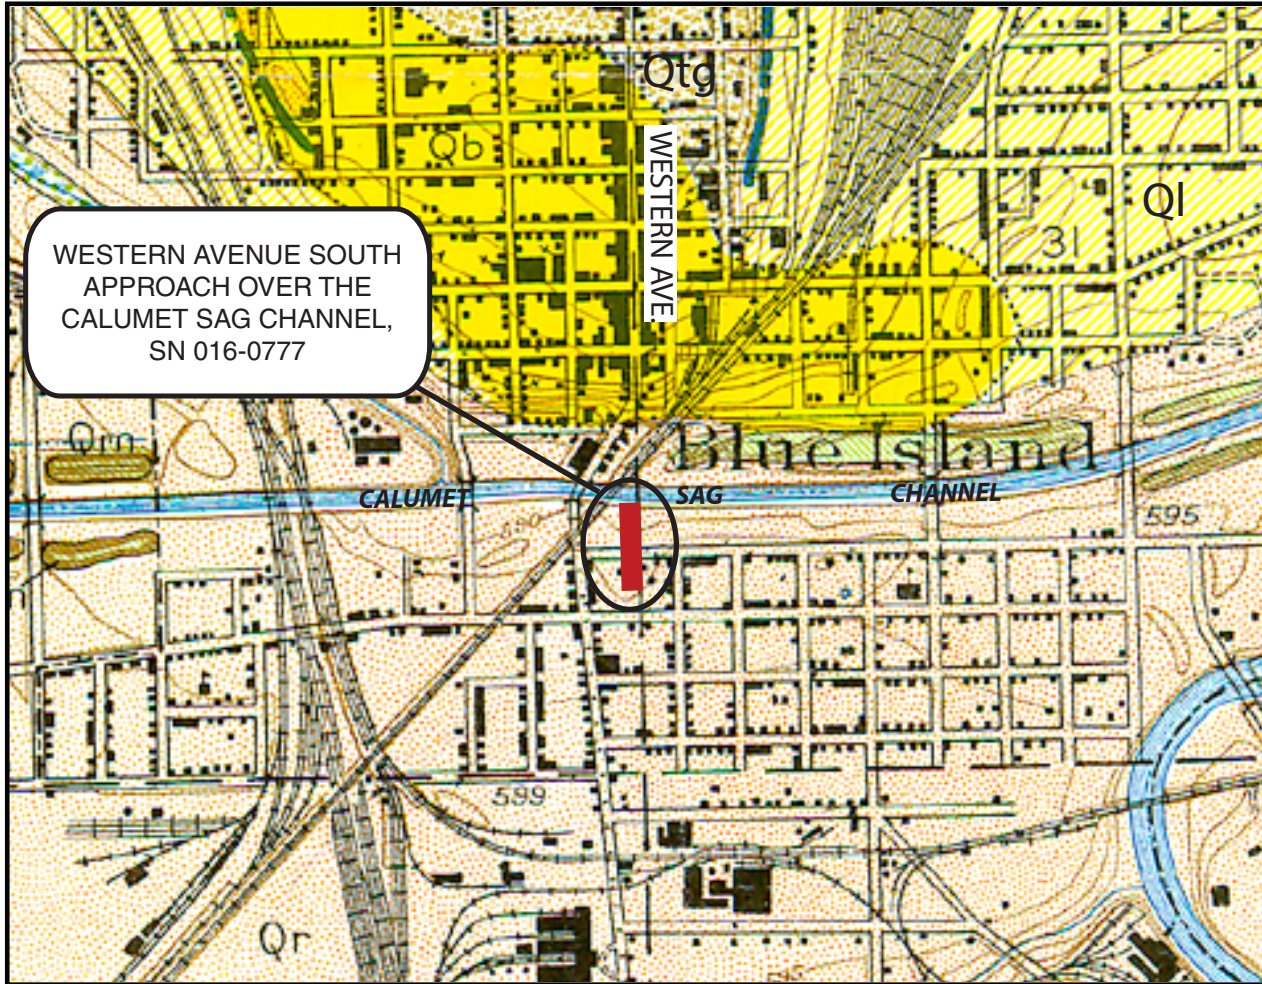 Qtg
Qb
WESTERN AVE.
Ql
31
WESTERN AVENUE SOUTH
APPROACH OVER THE
CALUMET SAG CHANNEL,
SN 016-0777
Qrn
Blue Island
CALUMET
SAG
CHANNEL
590
595
599
Qr